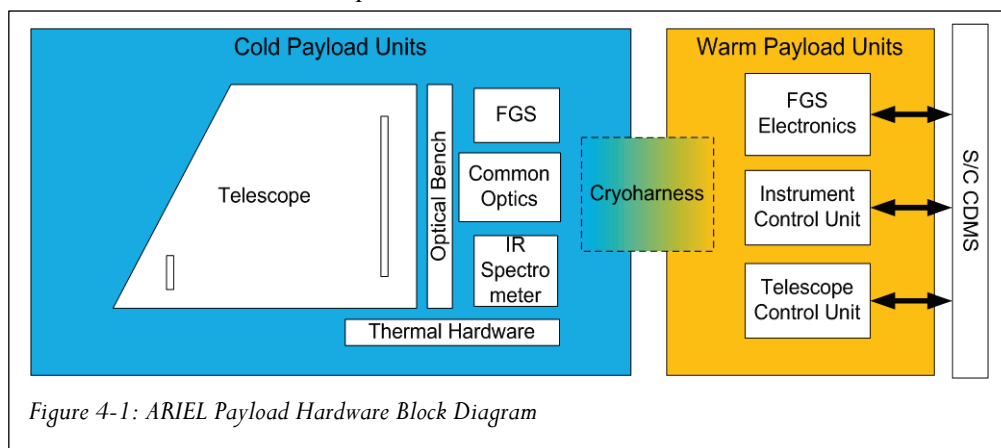 Cold Payload Units
Warm Payload Units
Telescope
Optical Bench
FGS
Common
Optics
IR
Spectro
meter
Thermal Hardware
Cryoharness
FGS
Electronics
Instrument
Control Unit
Telescope
Control Unit
S/C CDMS
Figure 4-1: ARIEL Payload Hardware Block Diagram